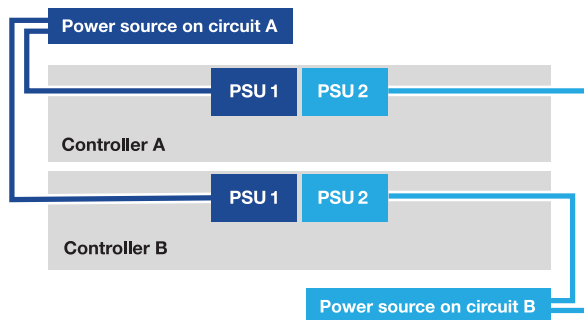 Power source on circuit A
PSU 1 PSU 2
Controller A
PSU 1 PSU 2
Controller B
Power source on circuit B